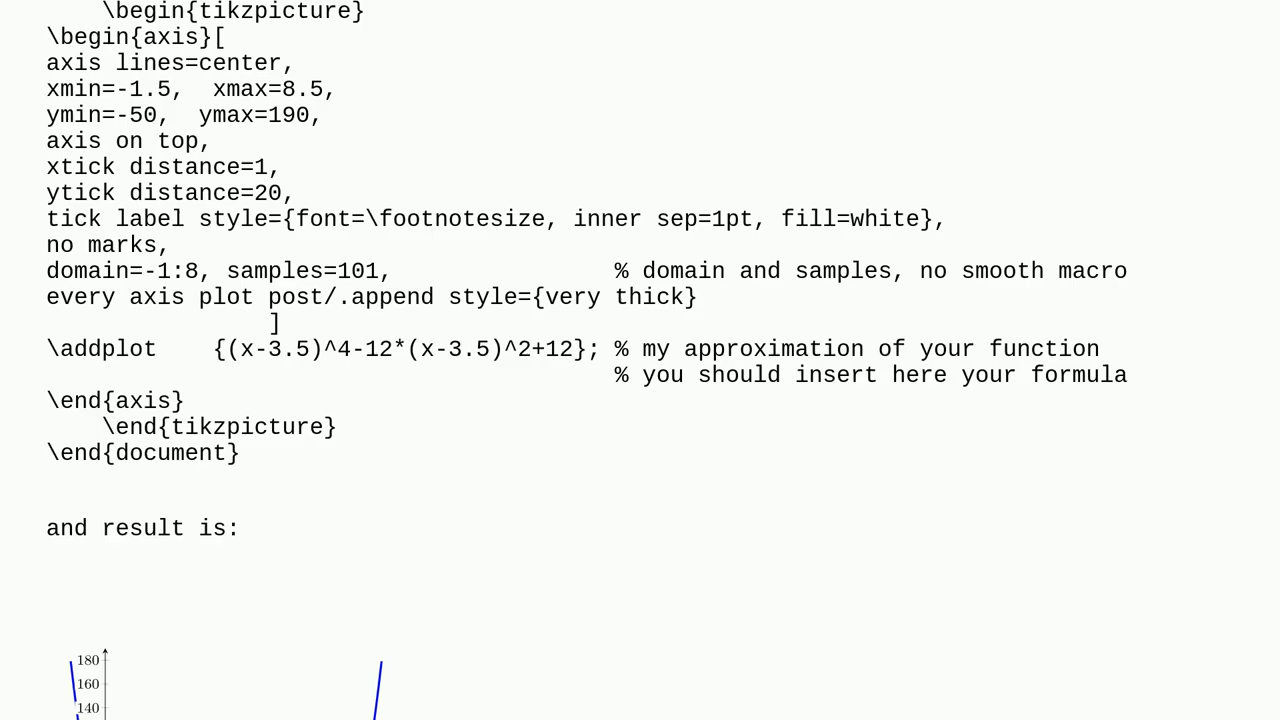 \begin{tikzpicture}
\begin{axis}[
axis lines=center,
xmin=-1.5,  xmax=8.5,
ymin=-50,  ymax=190,
axis on top,
xtick distance=1,
ytick distance=20,
tick label style={font=\footnotesize, inner sep=1pt, fill=white},
no marks,
domain=-1:8, samples=101,                % domain and samples, no smooth macro
every axis plot post/.append style={very thick}
                ]
\addplot    {(x-3.5)^4-12*(x-3.5)^2+12}; % my approximation of your function
                                         % you should insert here your formula
\end{axis}
    \end{tikzpicture}
\end{document}
and result is:
180
160
140